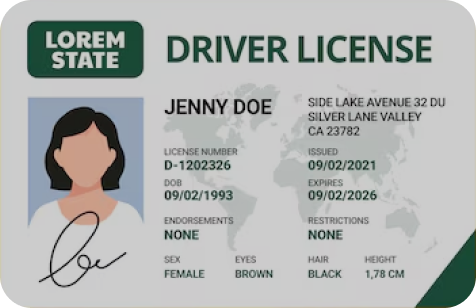 LOREM
STATE
DRIVER LICENSE
JENNY DOE
SIDE LAKE AVENUE 32 DU
SILVER LANE VALLEY
CA 23782
LICENSE NUMBER
D-1202326
ISSUED
09/02/2021
DOB
09/02/1993
EXPIRES
09/02/2026
ENDORSEMENTS
NONE
RESTRICTIONS
NONE
SEX
FEMALE
EYES
BROWN
HAIR
BLACK
HEIGHT
1,78 CM